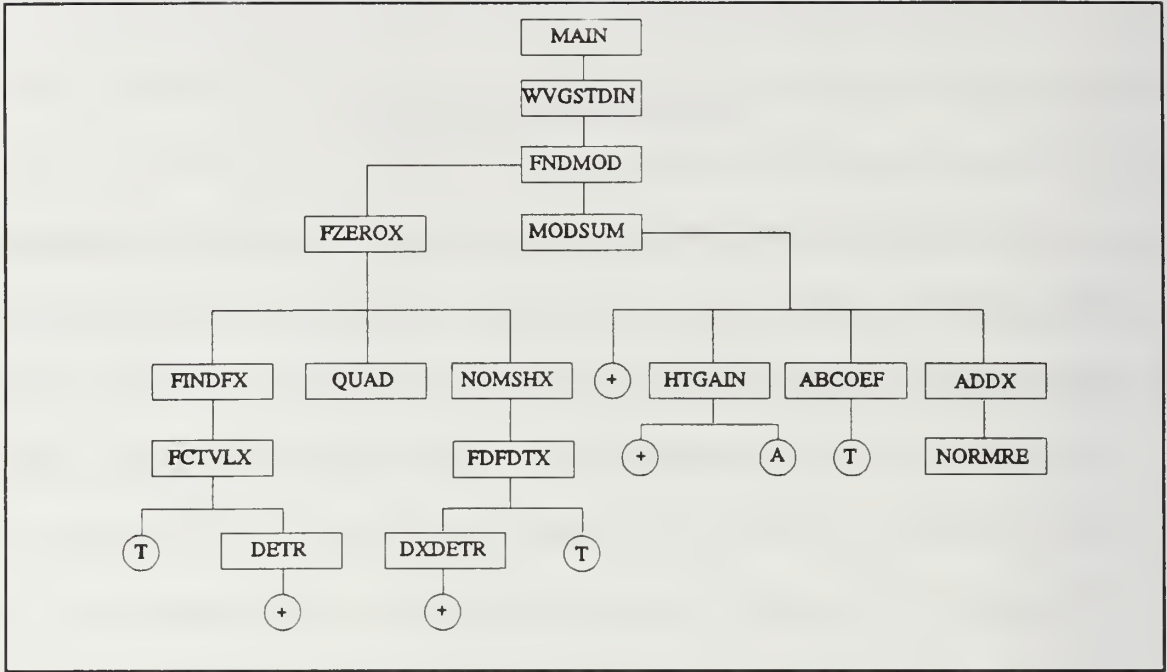 MAIN
WVGSTDIN
FNDMOD
FZEROX
MODSUM
FINDFX
QUAD
NOMSHX
+
HTGAIN
ABCOEF
ADDX
FCTVLX
FDFDTX
+
A
T
NORMRE
T
DETR
DXDETR
T
+
+